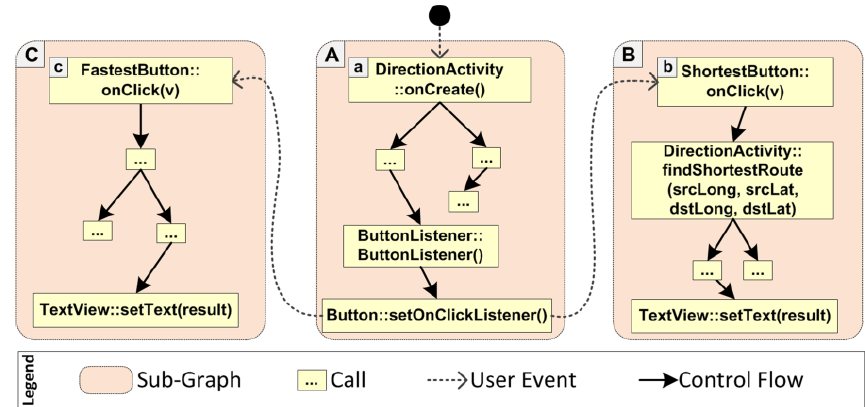 C
c
FastestButton::
onClick(v)
...
...
...
TextView::setText(result)
A
a
DirectionActivity
::onCreate()
...
...
...
ButtonListener::
ButtonListener()
Button::setOnClickListener()
B
b
ShortestButton::
onClick(v)
DirectionActivity::
findShortestRoute
(srcLong, srcLat,
dstLong, dstLat)
...
...
TextView::setText(result)
Legend
Sub-Graph
... Call
User Event
Control Flow